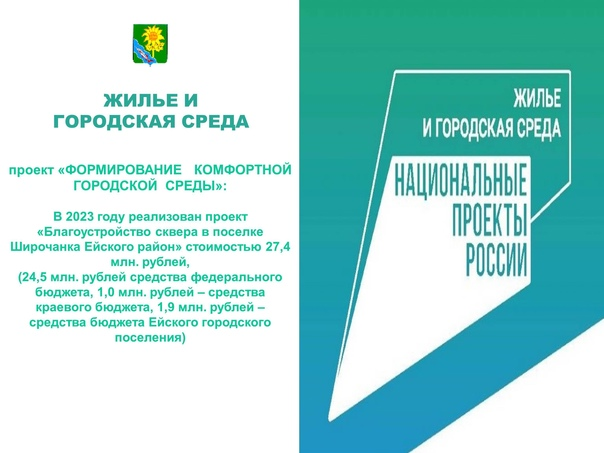 ЖИЛЬЕ И
ГОРОДСКАЯ СРЕДА
проект «ФОРМИРОВАНИЕ КОМФОРТНОЙ
ГОРОДСКОЙ СРЕДЫ»:
В 2023 году реализован проект
«Благоустройство сквера в поселке
Широчанка Ейского район» стоимостью 27,4
млн. рублей,
(24,5 млн. рублей средства федерального
бюджета, 1,0 млн. рублей – средства
краевого бюджета, 1,9 млн. рублей –
средства бюджета Ейского городского
поселения)
ЖИЛЬЕ
И ГОРОДСКАЯ СРЕДА
НАЦИОНАЛЬНЫЕ
ПРОЕКТЫ
РОССИИ